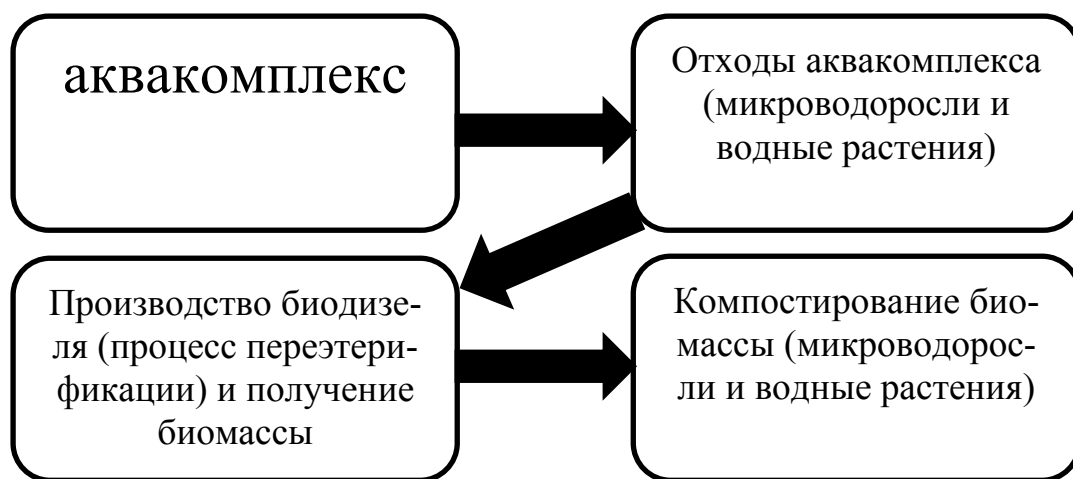 аквакомплекс
Отходы аквакомплекса
(микроводоросли и
водные растения)
Производство биодизе-
ля (процесс переэтери-
фикации) и получение
биомассы
Компостирование био-
массы (микроводорос-
ли и водные растения)